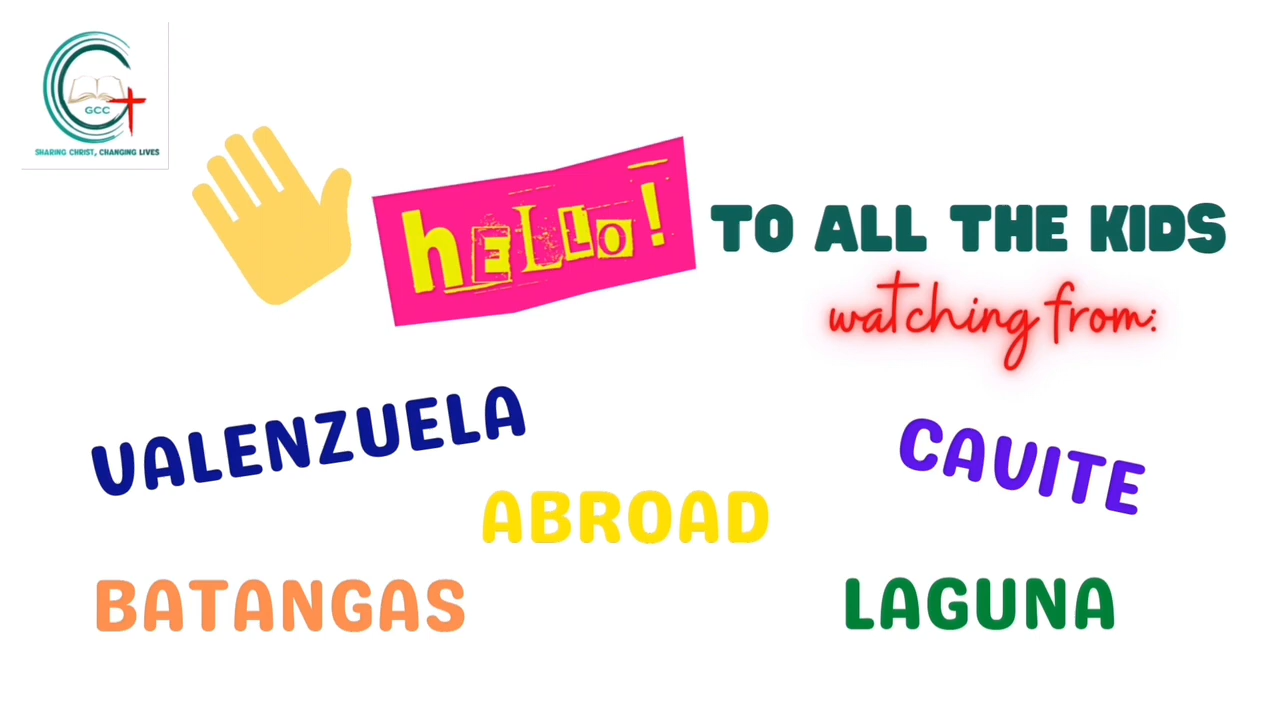 GCC
SHARING CHRIST, CHANGING LIVES
hELLO! TO ALL THE KIDS
watching from:
VALENZUELA
CAVITE
ABROAD
BATANGAS
LAGUNA